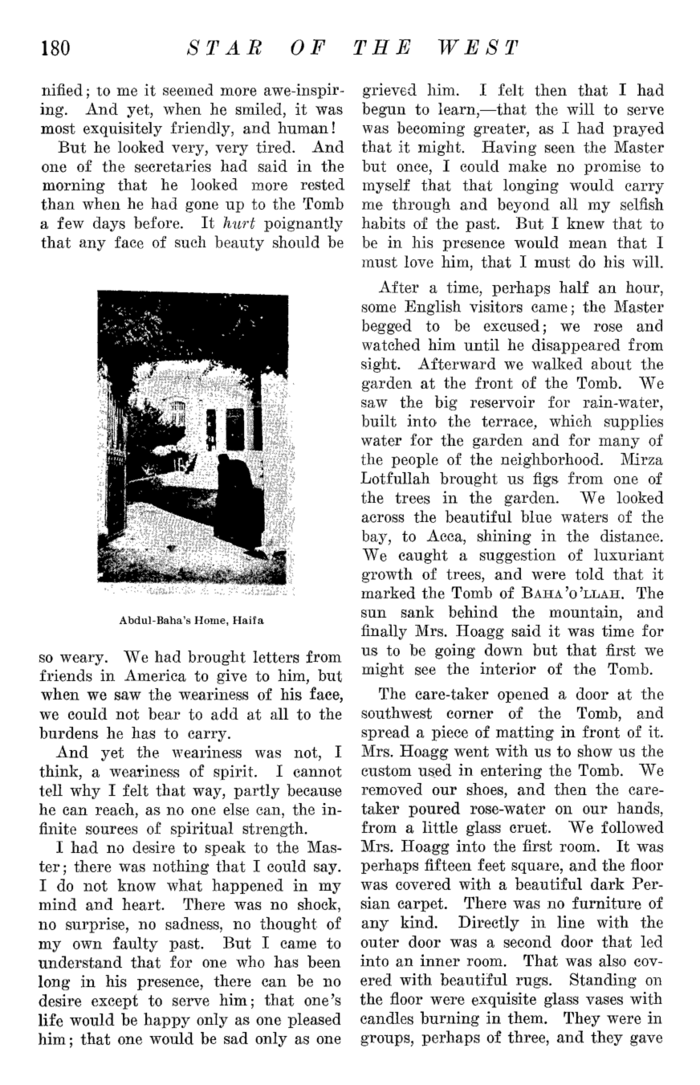 180 STAR OF THE WEST
nified; to me it seemed more awe-inspir-
ing. And yet, when he smiled, it was
most exquisitely friendly, and human!
But he looked very, very tired. And
one of the secretaries had said in the
morning that he looked more rested
than when he had gone up to the Tomb
a few days before. It hurt poignantly
that any face of such beauty should be
Abdul-Baha's Home, Haifa
so weary. We had brought letters from
friends in America to give to him, but
when we saw the weariness of his face,
we could not bear to add at all to the
burdens he has to carry.
And yet the weariness was not, I
think, a weariness of spirit. I cannot
tell why I felt that way, partly because
he can reach, as no one else can, the in-
finite sources of spiritual strength.
I had no desire to speak to the Mas-
ter; there was nothing that I could say.
I do not know what happened in my
mind and heart. There was no shock,
no surprise, no sadness, no thought of
my own faulty past. But I came to
understand that for one who has been
long in his presence, there can be no
desire except to serve him; that one's
life would be happy only as one pleased
him; that one would be sad only as one
grieved him. I felt then that I had
begun to learn,—that the will to serve
was becoming greater, as I had prayed
that it might. Having seen the Master
but once, I could make no promise to
myself that that longing would carry
me through and beyond all my selfish
habits of the past. But I knew that to
be in his presence would mean that I
must love him, that I must do his will.
After a time, perhaps half an hour,
some English visitors came; the Master
begged to be excused; we rose and
watched him until he disappeared from
sight. Afterward we walked about the
garden at the front of the Tomb. We
saw the big reservoir for rain-water,
built into the terrace, which supplies
water for the garden and for many of
the people of the neighborhood. Mirza
Lotfullah brought us figs from one of
the trees in the garden. We looked
across the beautiful blue waters of the
bay, to Acca, shining in the distance.
We caught a suggestion of luxuriant
growth of trees, and were told that it
marked the Tomb of BAHA'O'LLAH. The
sun sank behind the mountain, and
finally Mrs. Hoagg said it was time for
us to be going down but that first we
might see the interior of the Tomb.
The care-taker opened a door at the
southwest corner of the Tomb, and
spread a piece of matting in front of it.
Mrs. Hoagg went with us to show us the
custom used in entering the Tomb. We
removed our shoes, and then the care-
taker poured rose-water on our hands,
from a little glass cruet. We followed
Mrs. Hoagg into the first room. It was
perhaps fifteen feet square, and the floor
was covered with a beautiful dark Per-
sian carpet. There was no furniture of
any kind. Directly in line with the
outer door was a second door that led
into an inner room. That was also cov-
ered with beautiful rugs. Standing on
the floor were exquisite glass vases with
candles burning in them. They were in
groups, perhaps of three, and they gave